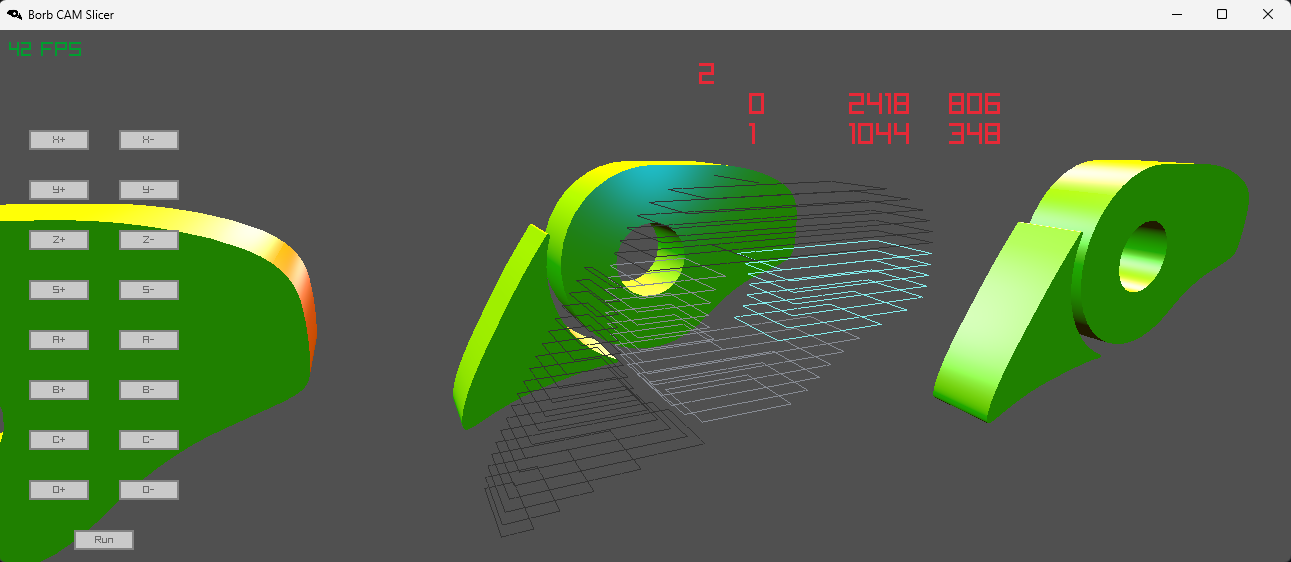 Borb CAM Slicer
42 FPS
2
0 2418 806
1 1044 348
X+ X-
Y+ Y-
Z+ Z-
S+ S-
A+ A-
B+ B-
C+ C-
D+ D-
Run